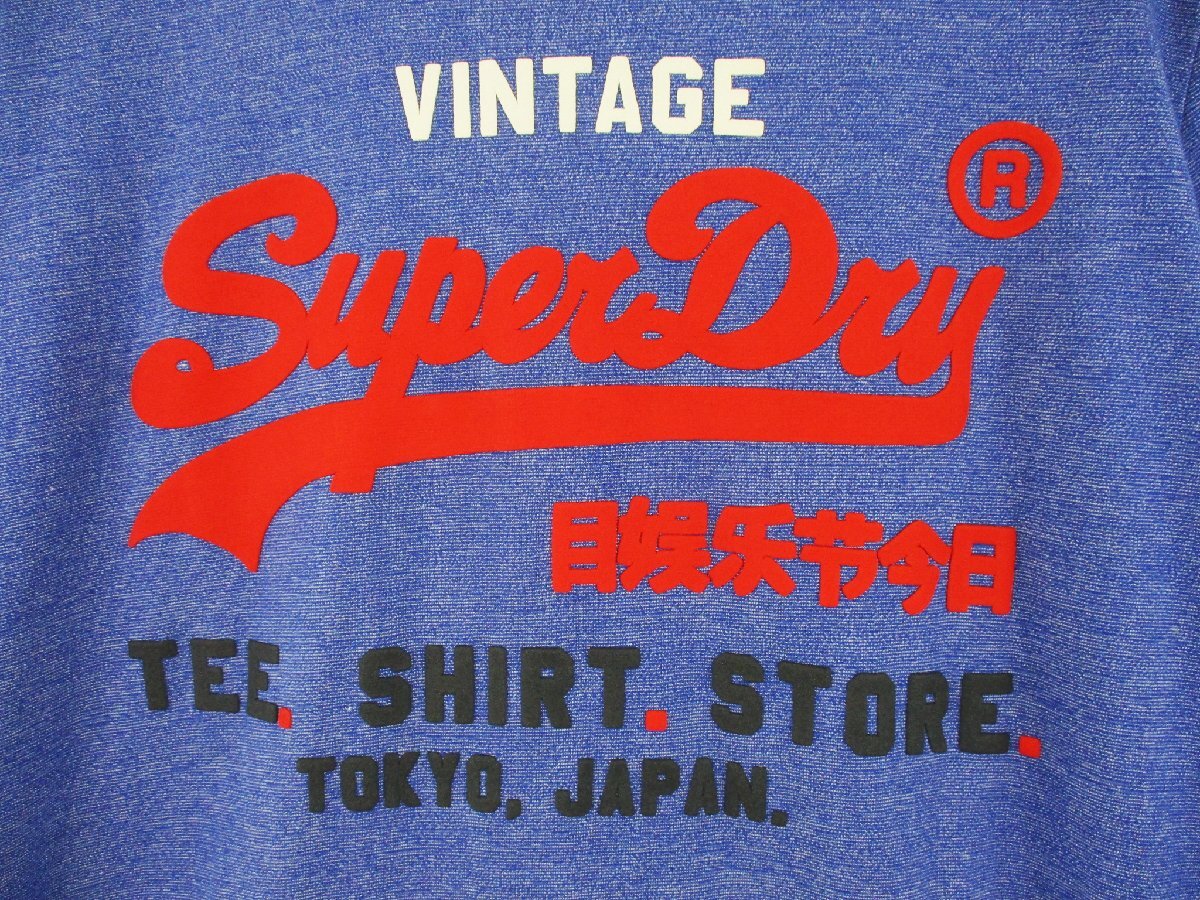 VINTAGE
SuperDry®
目娱乐节今日
TEE. SHIRT. STORE.
TOKYO, JAPAN.